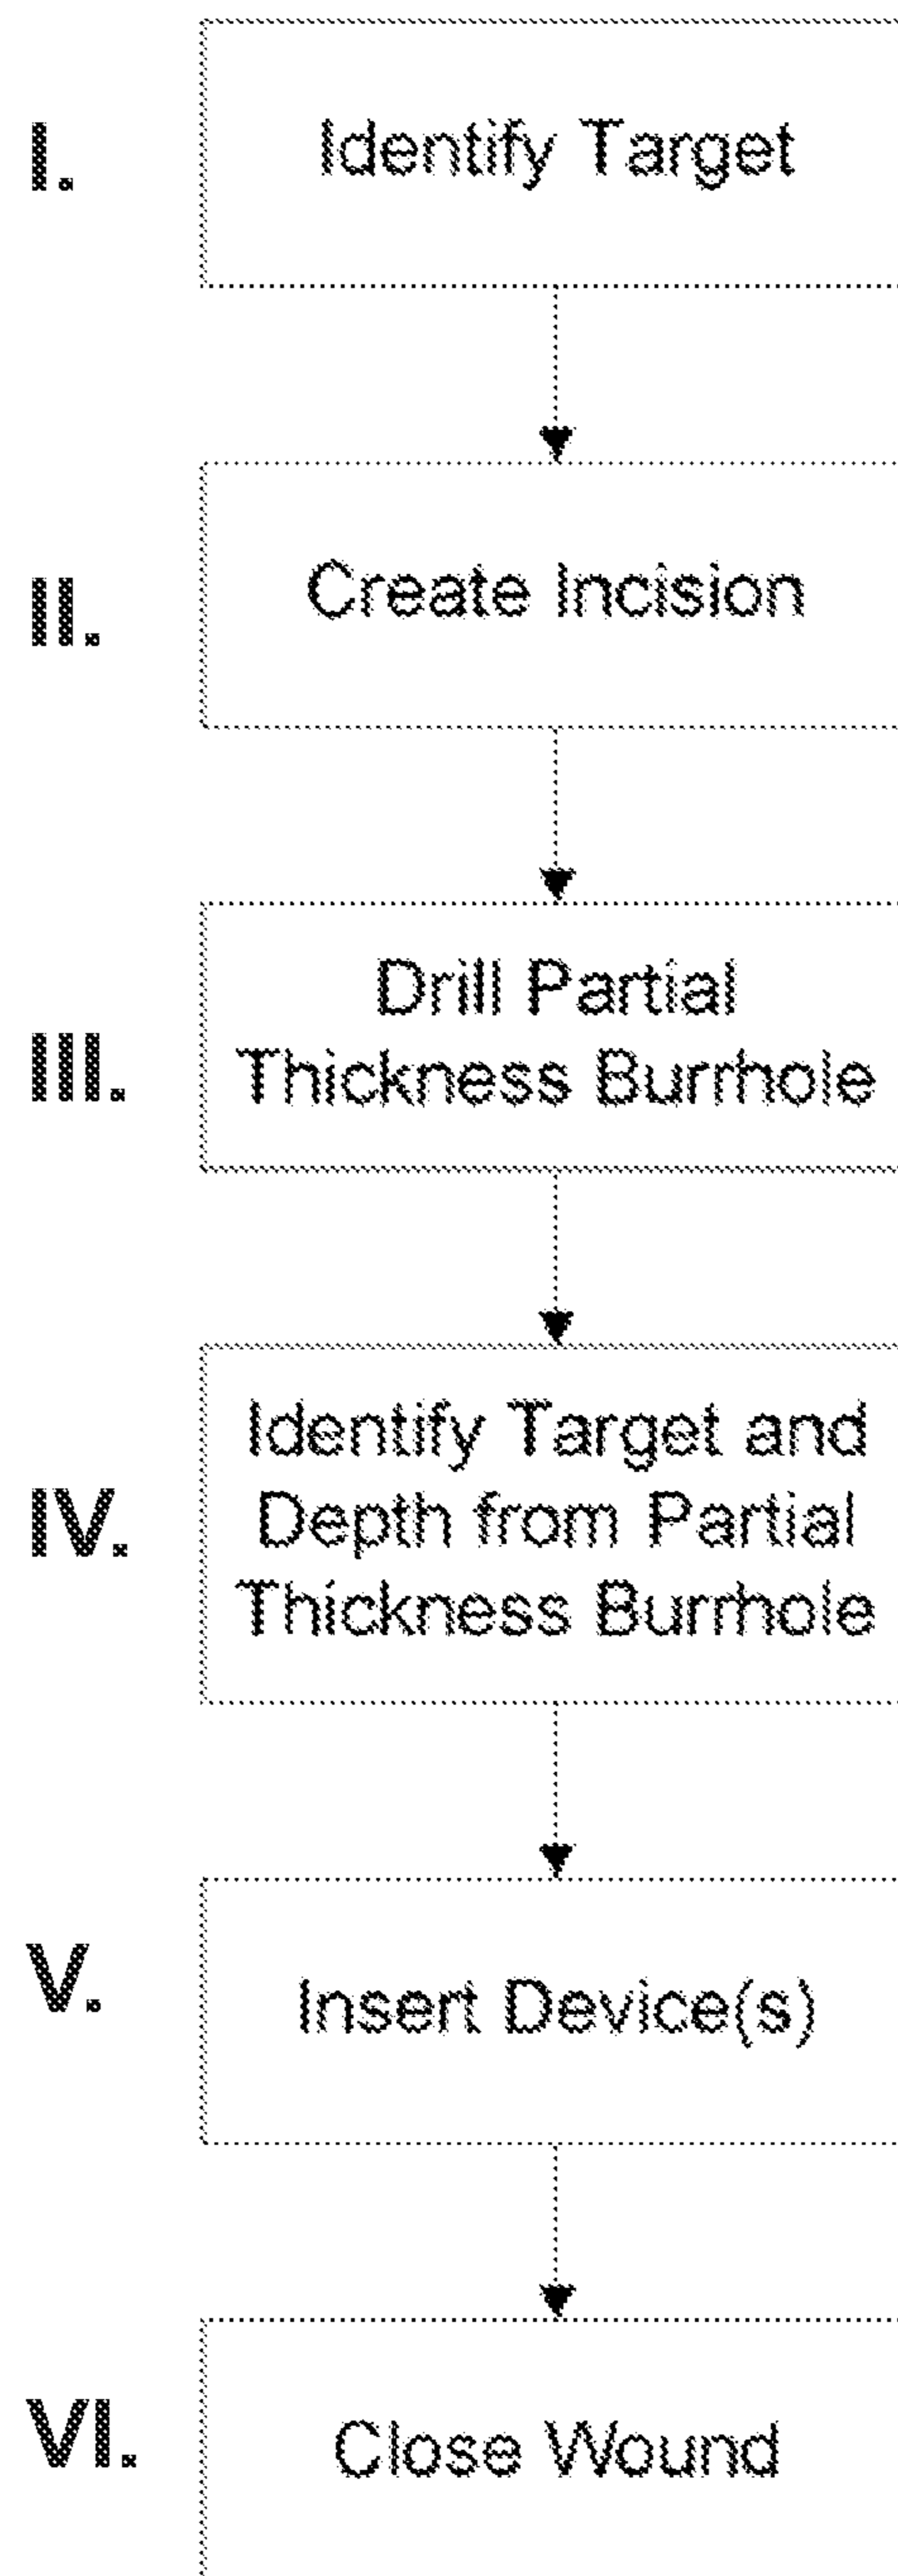 I.
Identify Target
II.
Create Incision
III.
Drill Partial
Thickness Burrhole
IV.
Identify Target and
Depth from Partial
Thickness Burrhole
V.
Insert Device(s)
VI.
Close Wound